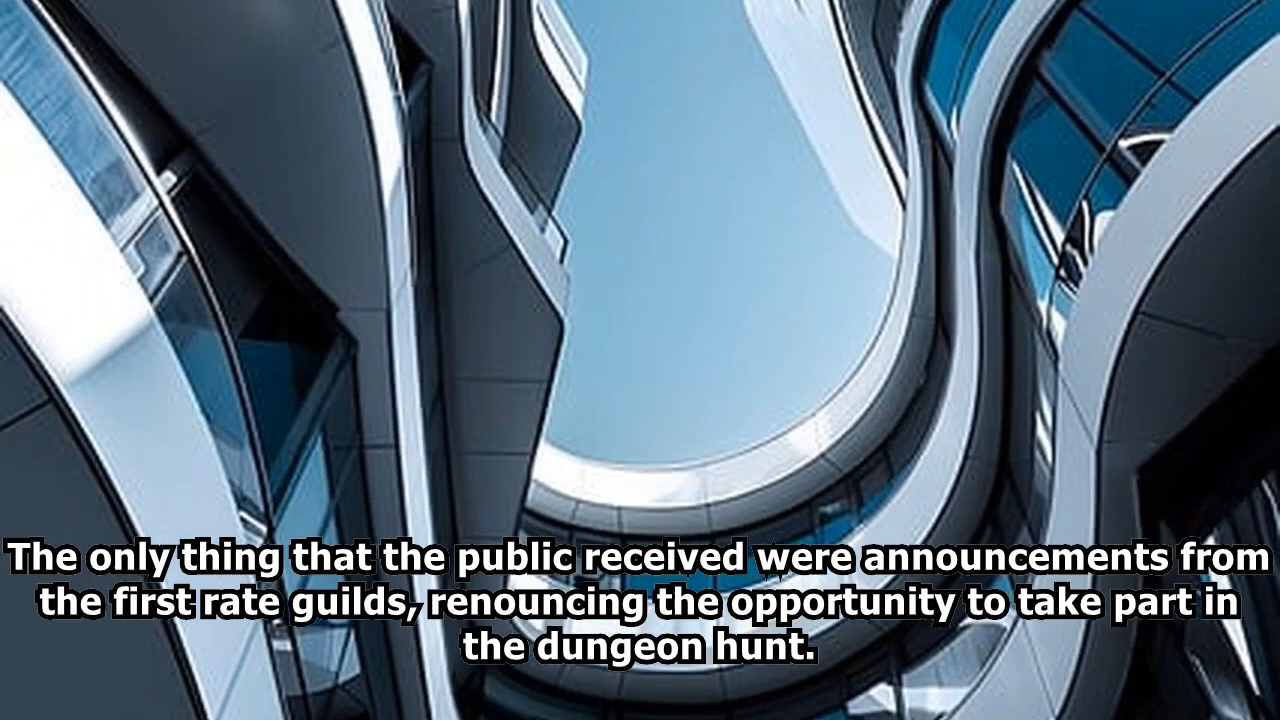 The only thing that the public received were announcements from
the first rate guilds, renouncing the opportunity to take part in
the dungeon hunt.